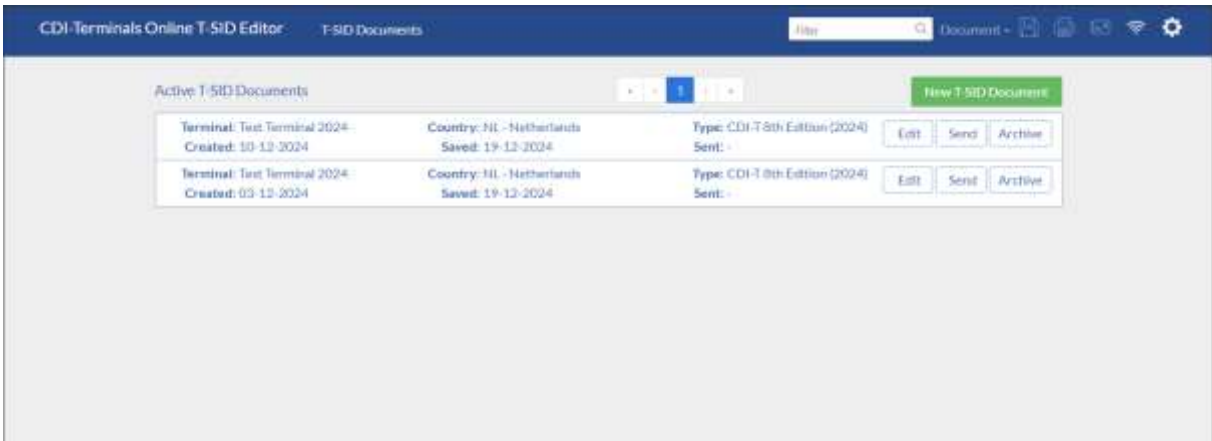 CDI-Terminals Online T-SID Editor T-SID Documents Filter Document
Active T-SID Documents 1 New T-SID Document
Terminal: Test Terminal 2024 Country: NL - Netherlands Type: CDI-T 8th Edition (2024) Edit Send Archive
Created: 10-12-2024 Saved: 19-12-2024 Sent: -
Terminal: Test Terminal 2024 Country: NL - Netherlands Type: CDI-T 8th Edition (2024) Edit Send Archive
Created: 03-12-2024 Saved: 19-12-2024 Sent: -